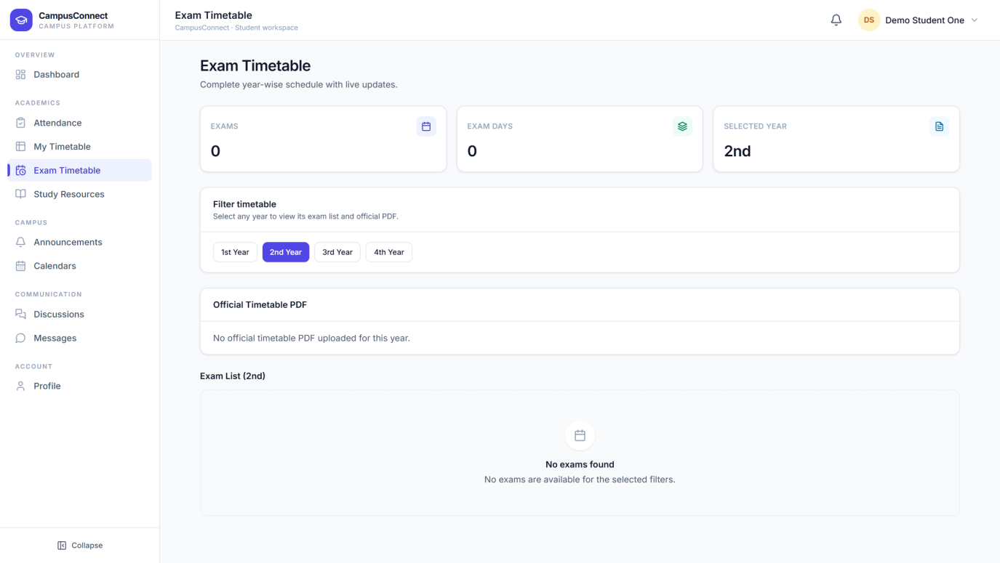 CampusConnect
CAMPUS PLATFORM
OVERVIEW
Dashboard
ACADEMICS
Attendance
My Timetable
Exam Timetable
Study Resources
CAMPUS
Announcements
Calendars
COMMUNICATION
Discussions
Messages
ACCOUNT
Profile
Collapse
Exam Timetable
CampusConnect · Student workspace
DS Demo Student One
Exam Timetable
Complete year-wise schedule with live updates.
EXAMS
0
EXAM DAYS
0
SELECTED YEAR
2nd
Filter timetable
Select any year to view its exam list and official PDF.
1st Year 2nd Year 3rd Year 4th Year
Official Timetable PDF
No official timetable PDF uploaded for this year.
Exam List (2nd)
No exams found
No exams are available for the selected filters.